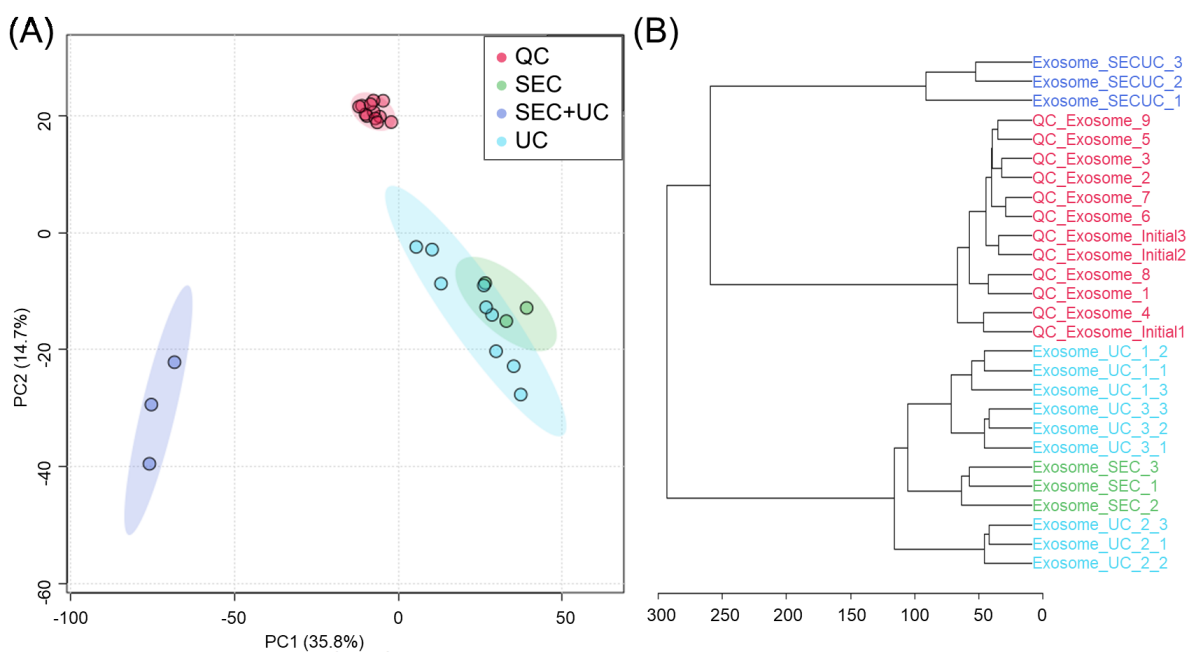 (A)
QC
SEC
SEC+UC
UC
20
0
-20
-40
-60
PC2 (14.7%)
-100
-50
0
50
PC1 (35.8%)
(B)
Exosome_SECUC_3
Exosome_SECUC_2
Exosome_SECUC_1
QC_Exosome_9
QC_Exosome_5
QC_Exosome_3
QC_Exosome_2
QC_Exosome_7
QC_Exosome_6
QC_Exosome_Initial3
QC_Exosome_Initial2
QC_Exosome_8
QC_Exosome_1
QC_Exosome_4
QC_Exosome_Initial1
Exosome_UC_1_2
Exosome_UC_1_1
Exosome_UC_1_3
Exosome_UC_3_3
Exosome_UC_3_2
Exosome_UC_3_1
Exosome_SEC_3
Exosome_SEC_1
Exosome_SEC_2
Exosome_UC_2_3
Exosome_UC_2_1
Exosome_UC_2_2
300 250 200 150 100 50 0